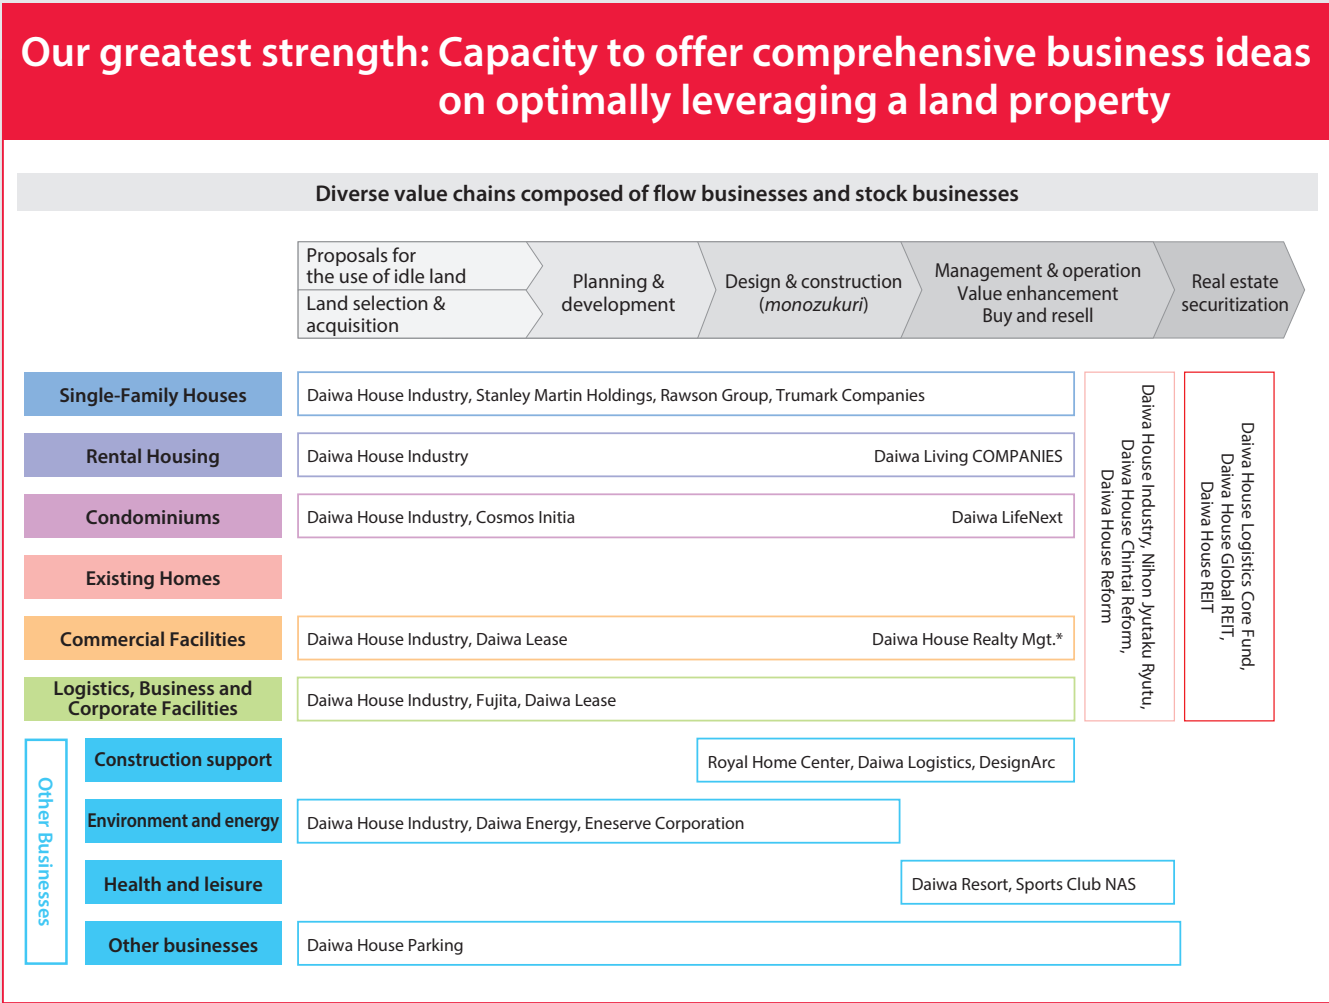 Our greatest strength: Capacity to offer comprehensive business ideas
on optimally leveraging a land property
Diverse value chains composed of flow businesses and stock businesses
Proposals for
the use of idle land
Land selection &
acquisition
Planning &
development
Design & construction
(monozukuri)
Management & operation
Value enhancement
Buy and resell
Real estate
securitization
Single-Family Houses
Daiwa House Industry, Stanley Martin Holdings, Rawson Group, Trumark Companies
Rental Housing
Daiwa House Industry
Daiwa Living COMPANIES
Condominiums
Daiwa House Industry, Cosmos Initia
Daiwa LifeNext
Existing Homes
Commercial Facilities
Daiwa House Industry, Daiwa Lease
Daiwa House Realty Mgt.*
Logistics, Business and
Corporate Facilities
Daiwa House Industry, Fujita, Daiwa Lease
Daiwa House Industry, Nihon Jyutaku Ryutu,
Daiwa House Chintai Reform,
Daiwa House Reform
Daiwa House Logistics Core Fund,
Daiwa House Global REIT,
Daiwa House REIT
Other Businesses
Construction support
Royal Home Center, Daiwa Logistics, DesignArc
Environment and energy
Daiwa House Industry, Daiwa Energy, Eneserve Corporation
Health and leisure
Daiwa Resort, Sports Club NAS
Other businesses
Daiwa House Parking